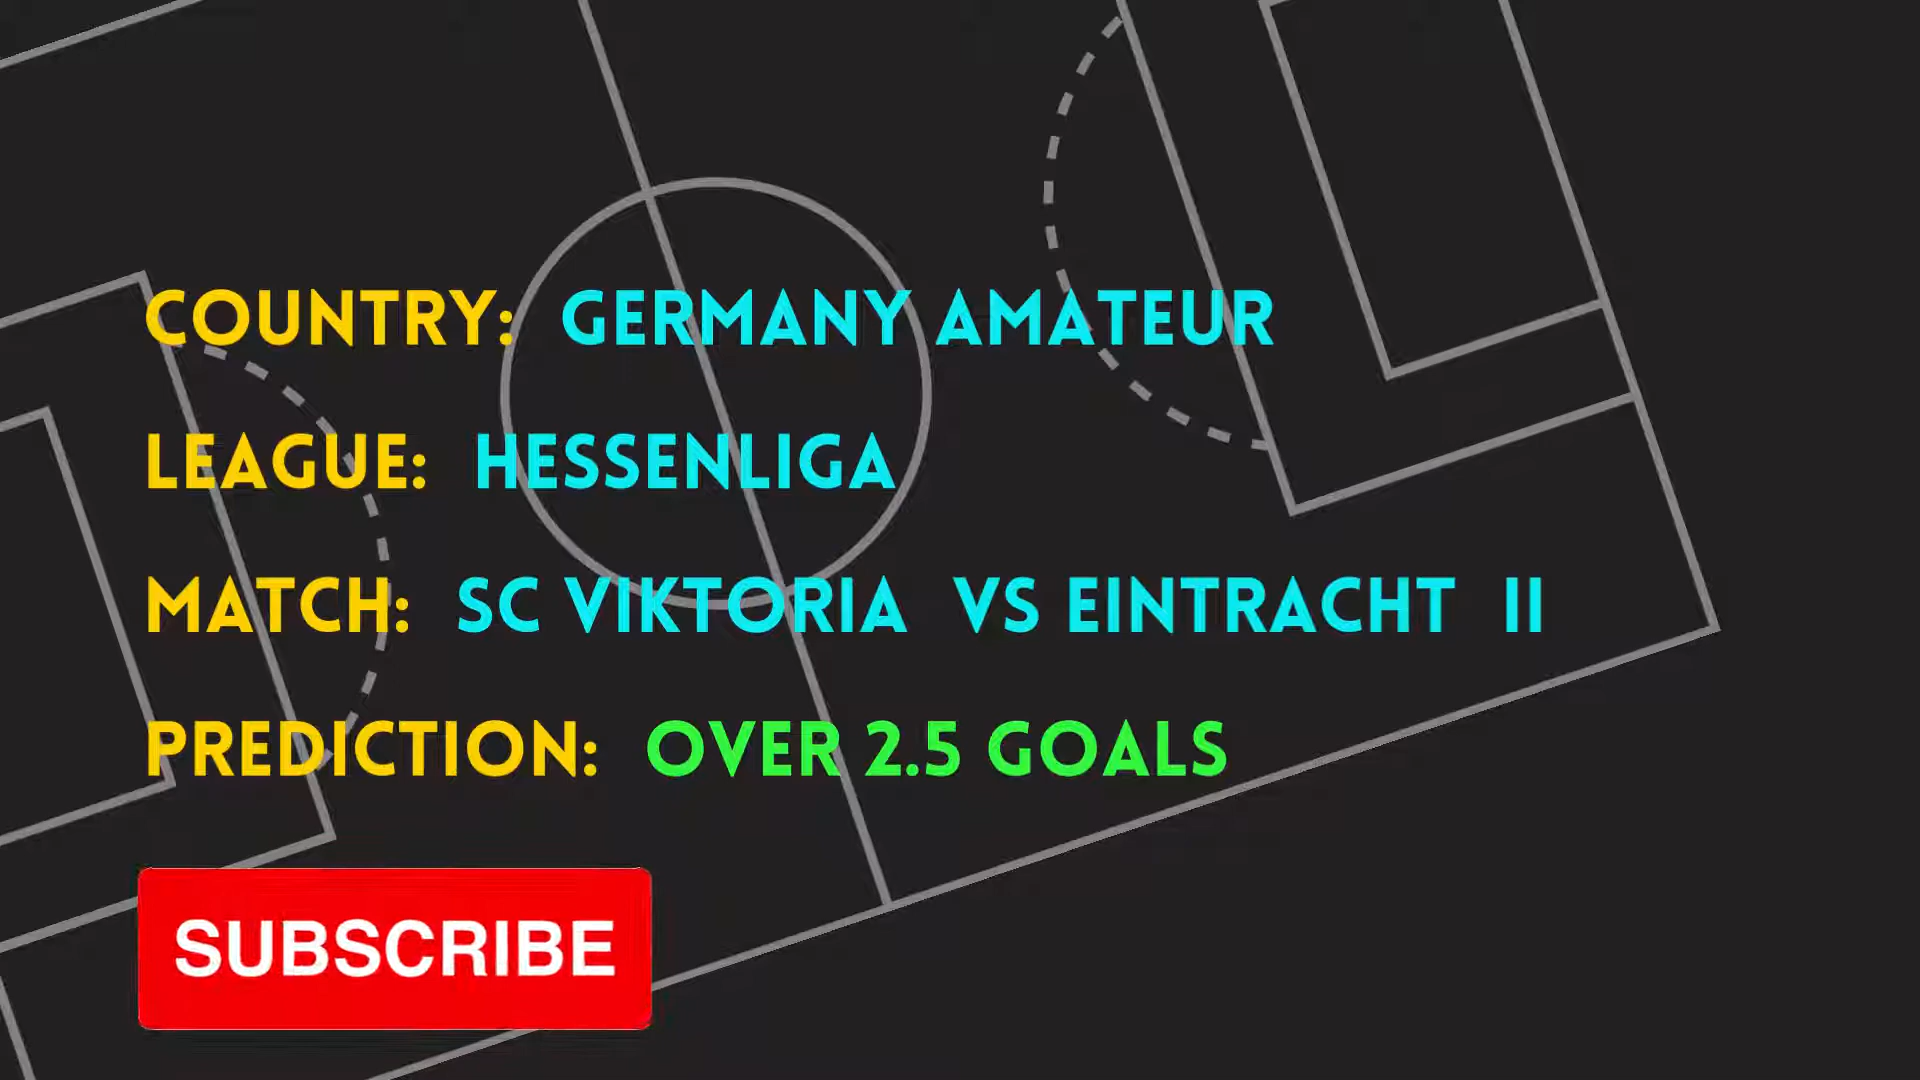 COUNTRY: GERMANY AMATEUR
LEAGUE: HESSENLIGA
MATCH: SC VIKTORIA VS EINTRACHT II
PREDICTION: OVER 2.5 GOALS
SUBSCRIBE